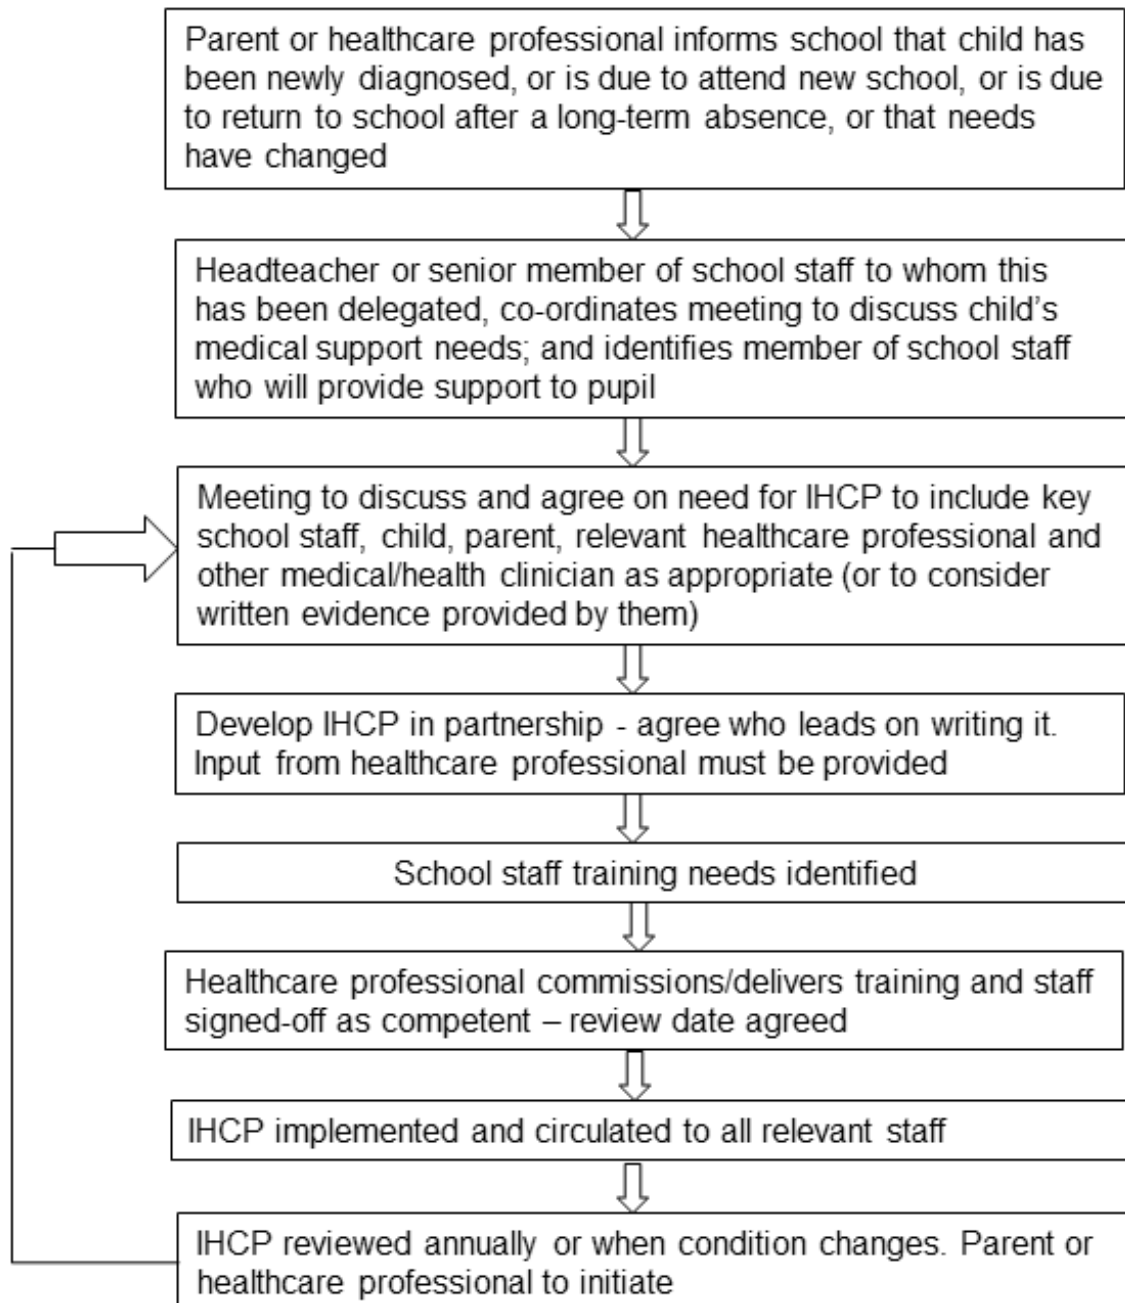 Parent or healthcare professional informs school that child has
been newly diagnosed, or is due to attend new school, or is due
to return to school after a long-term absence, or that needs
have changed
Headteacher or senior member of school staff to whom this
has been delegated, co-ordinates meeting to discuss child's
medical support needs; and identifies member of school staff
who will provide support to pupil
Meeting to discuss and agree on need for IHCP to include key
school staff, child, parent, relevant healthcare professional and
other medical/health clinician as appropriate (or to consider
written evidence provided by them)
Develop IHCP in partnership - agree who leads on writing it.
Input from healthcare professional must be provided
School staff training needs identified
Healthcare professional commissions/delivers training and staff
signed-off as competent – review date agreed
IHCP implemented and circulated to all relevant staff
IHCP reviewed annually or when condition changes. Parent or
healthcare professional to initiate